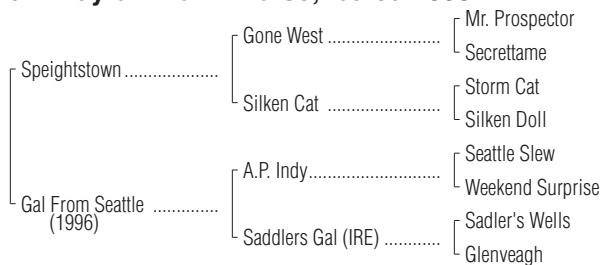 Mr. Prospector
Gone West ........................
Secrettame
Speightstown ....................
Storm Cat
Silken Cat ........................
Silken Doll
Seattle Slew
A.P. Indy............................
Weekend Surprise
Gal From Seattle ..............
(1996)
Sadler's Wells
Saddlers Gal (IRE) ............
Glenveagh